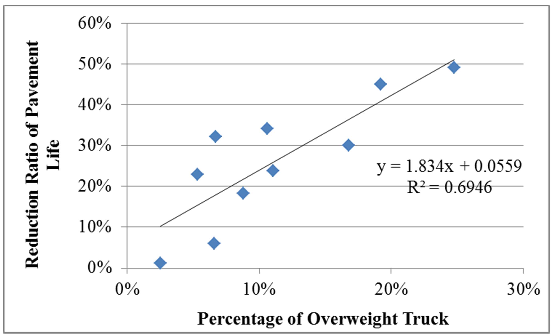 60%
50%
40%
30%
20%
10%
0%
Reduction Ratio of Pavement
Life
y = 1.834x + 0.0559
R² = 0.6946
0%
10%
20%
30%
Percentage of Overweight Truck